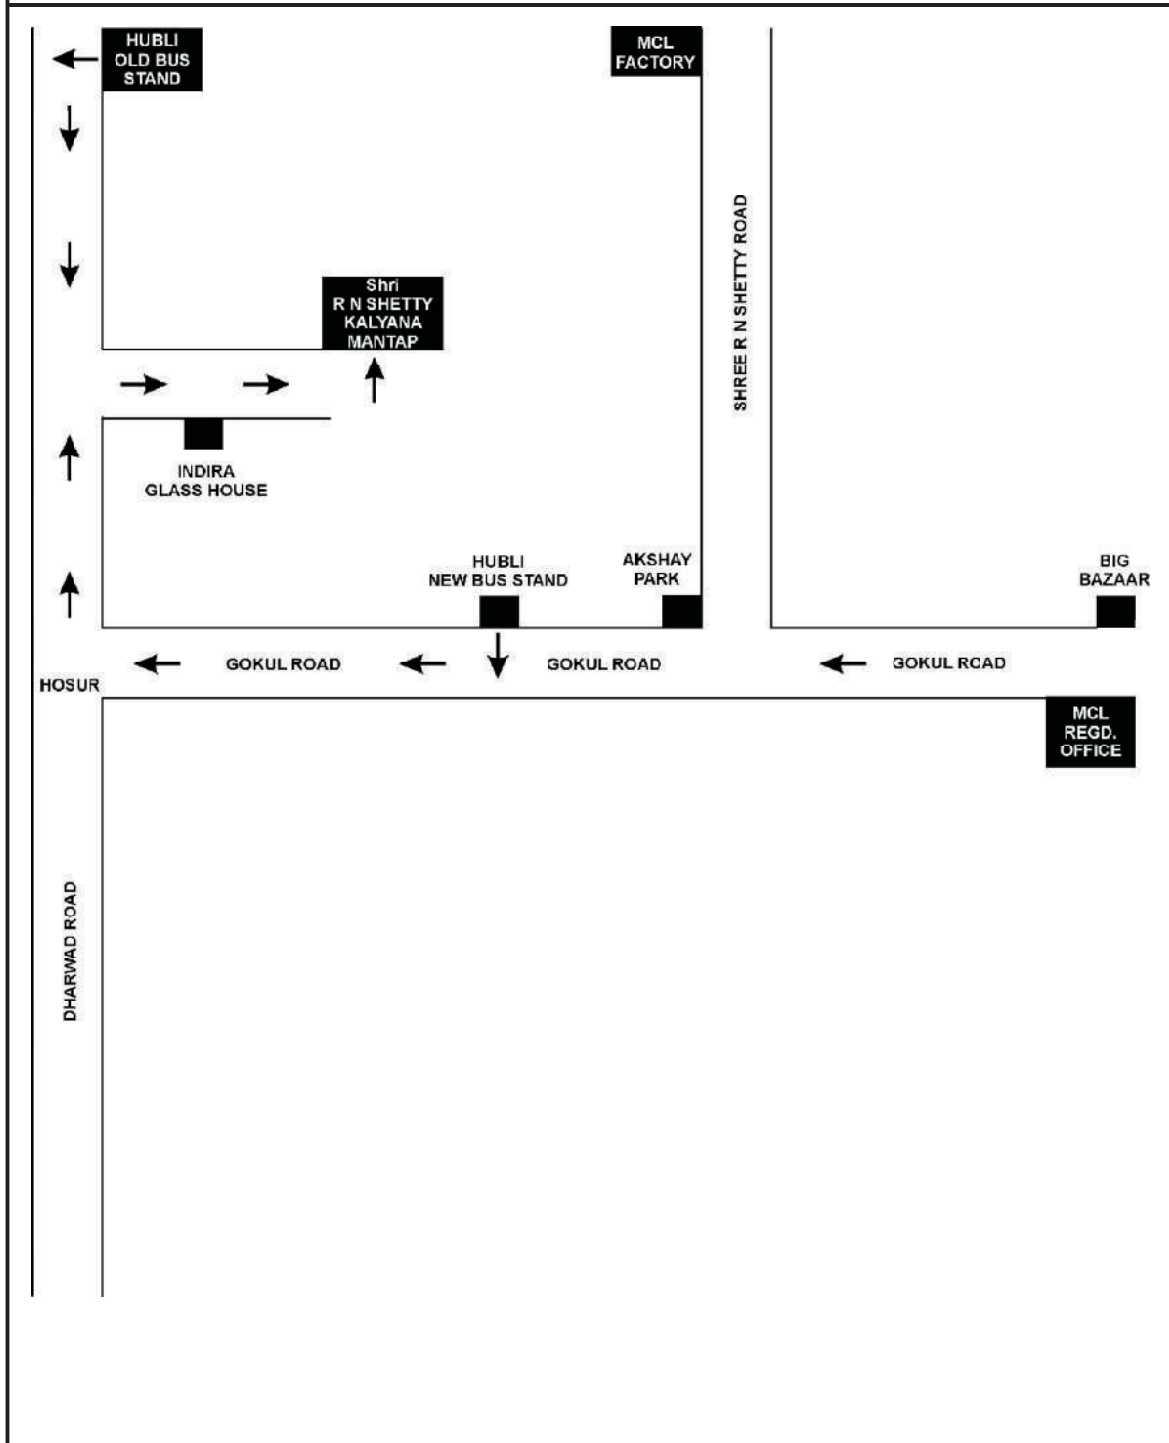 HUBLI
OLD BUS
STAND
MCL
FACTORY
SHREE R N SHETTY ROAD
Shri
R N SHETTY
KALYANA
MANTAP
INDIRA
GLASS HOUSE
HUBLI
NEW BUS STAND
AKSHAY
PARK
BIG
BAZAAR
GOKUL ROAD
GOKUL ROAD
GOKUL ROAD
HOSUR
MCL
REGD.
OFFICE
DHARWAD ROAD